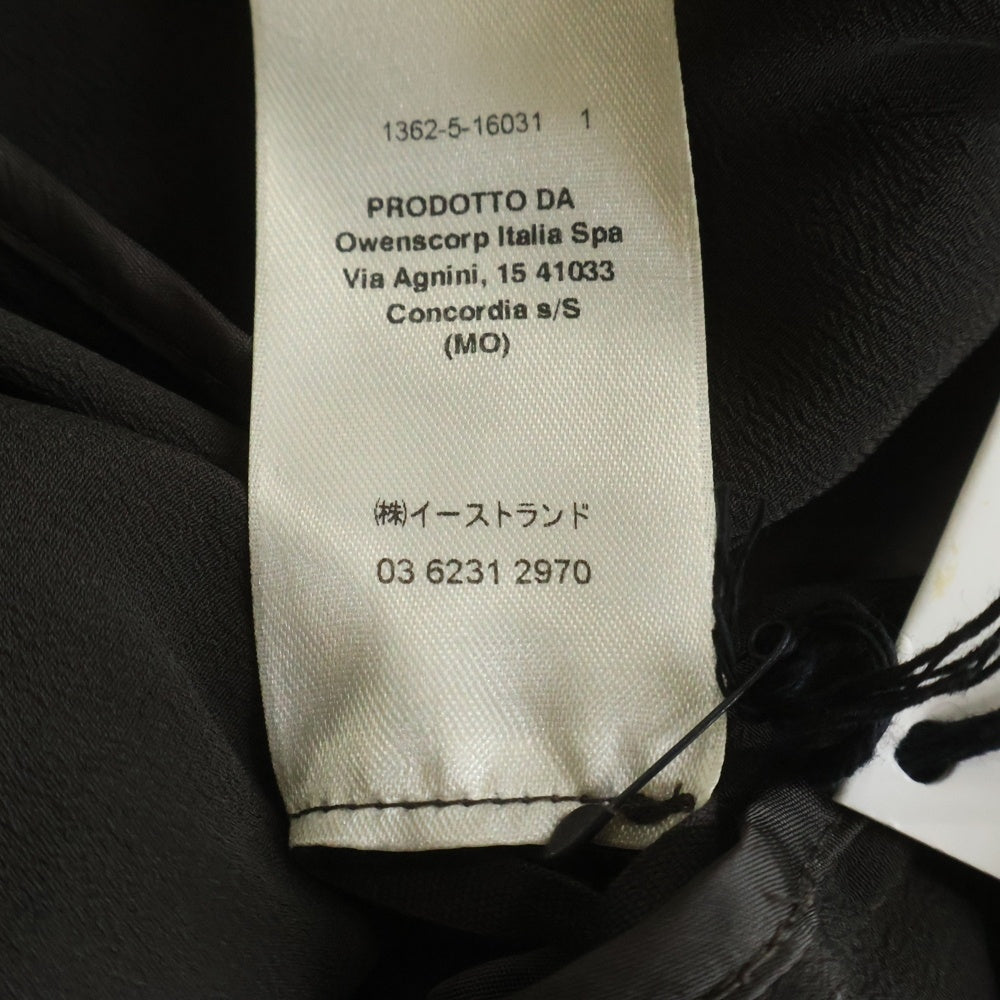 1362-5-16031 1
PRODOTTO DA
Owenscorp Italia Spa
Via Agnini, 15 41033
Concordia s/S
(MO)
㈱イーストランド
03 6231 2970